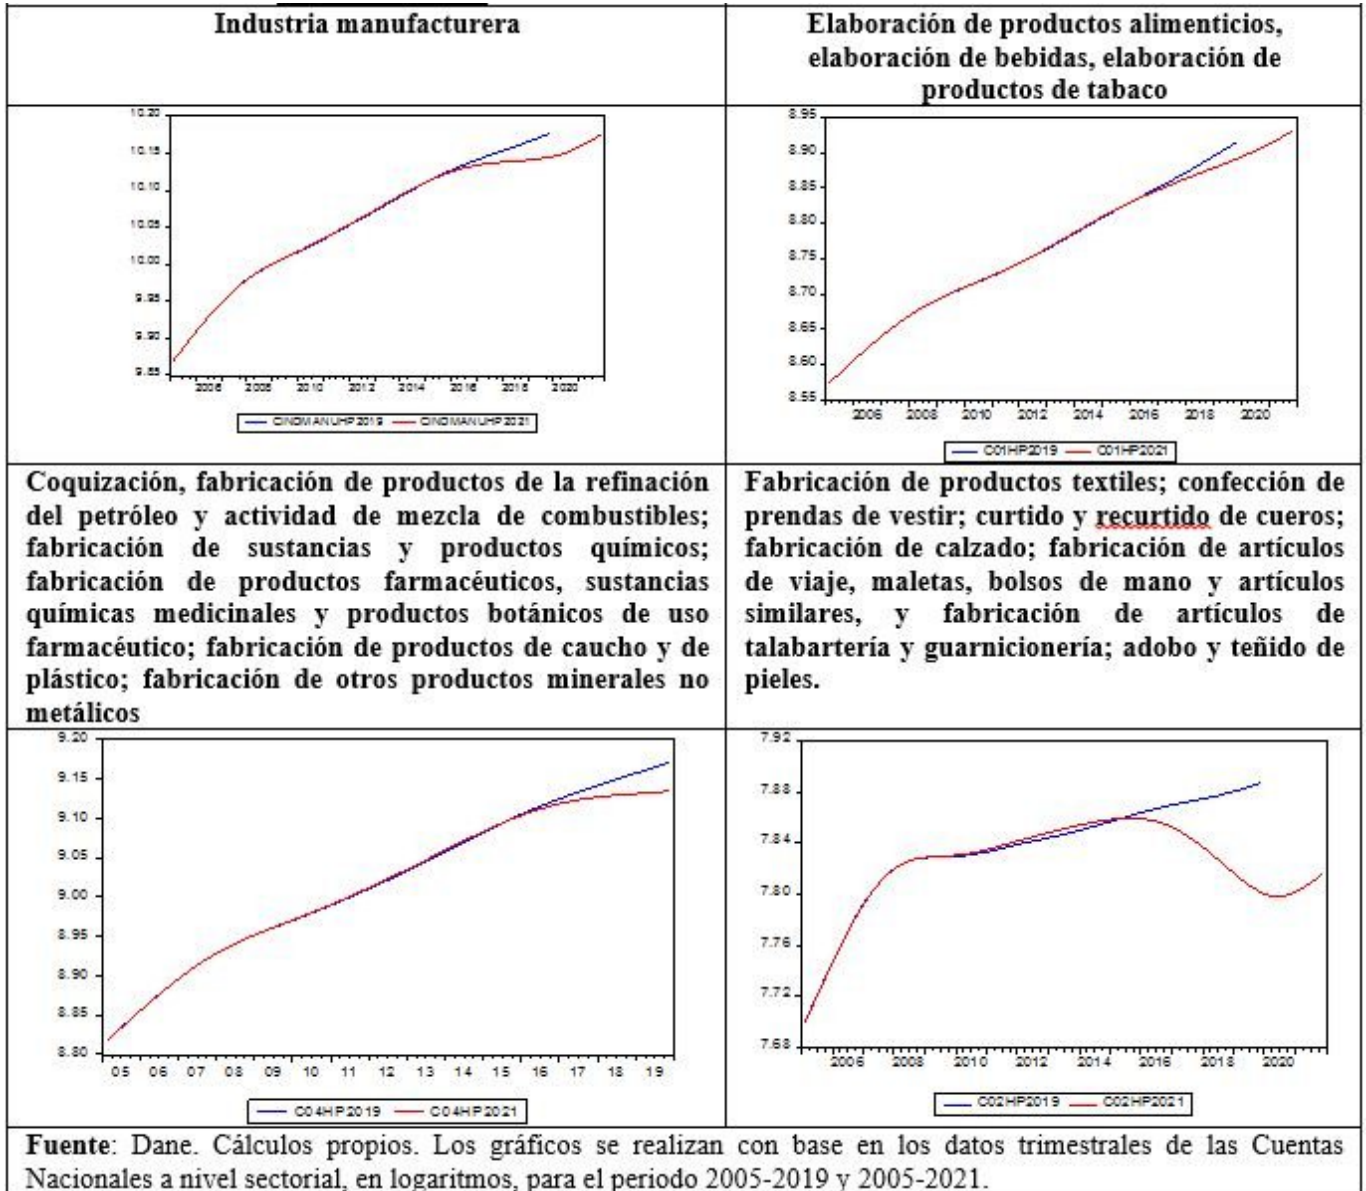 Industria manufacturera
Elaboración de productos alimenticios,
elaboración de bebidas, elaboración de
productos de tabaco
10.20
10.15
10.10
10.05
10.00
9.95
9.90
9.85
2006 2008 2010 2012 2014 2016 2018 2020
CINDMANUHP2019 CINDMANUHP2021
8.95
8.90
8.85
8.80
8.75
8.70
8.65
8.60
8.55
2006 2008 2010 2012 2014 2016 2018 2020
C01HP2019 C01HP2021
Coquización, fabricación de productos de la refinación
del petróleo y actividad de mezcla de combustibles;
fabricación de sustancias y productos químicos;
fabricación de productos farmacéuticos, sustancias
químicas medicinales y productos botánicos de uso
farmacéutico; fabricación de productos de caucho y de
plástico; fabricación de otros productos minerales no
metálicos
Fabricación de productos textiles; confección de
prendas de vestir; curtido y recurtido de cueros;
fabricación de calzado; fabricación de artículos
de viaje, maletas, bolsos de mano y artículos
similares, y fabricación de artículos de
talabartería y guarnicionería; adobo y teñido de
pieles.
9.20
9.15
9.10
9.05
9.00
8.95
8.90
8.85
8.80
05 06 07 08 09 10 11 12 13 14 15 16 17 18 19
C04HP2019 C04HP2021
7.92
7.88
7.84
7.80
7.76
7.72
7.68
2006 2008 2010 2012 2014 2016 2018 2020
C02HP2019 C02HP2021
Fuente: Dane. Cálculos propios. Los gráficos se realizan con base en los datos trimestrales de las Cuentas
Nacionales a nivel sectorial, en logaritmos, para el periodo 2005-2019 y 2005-2021.